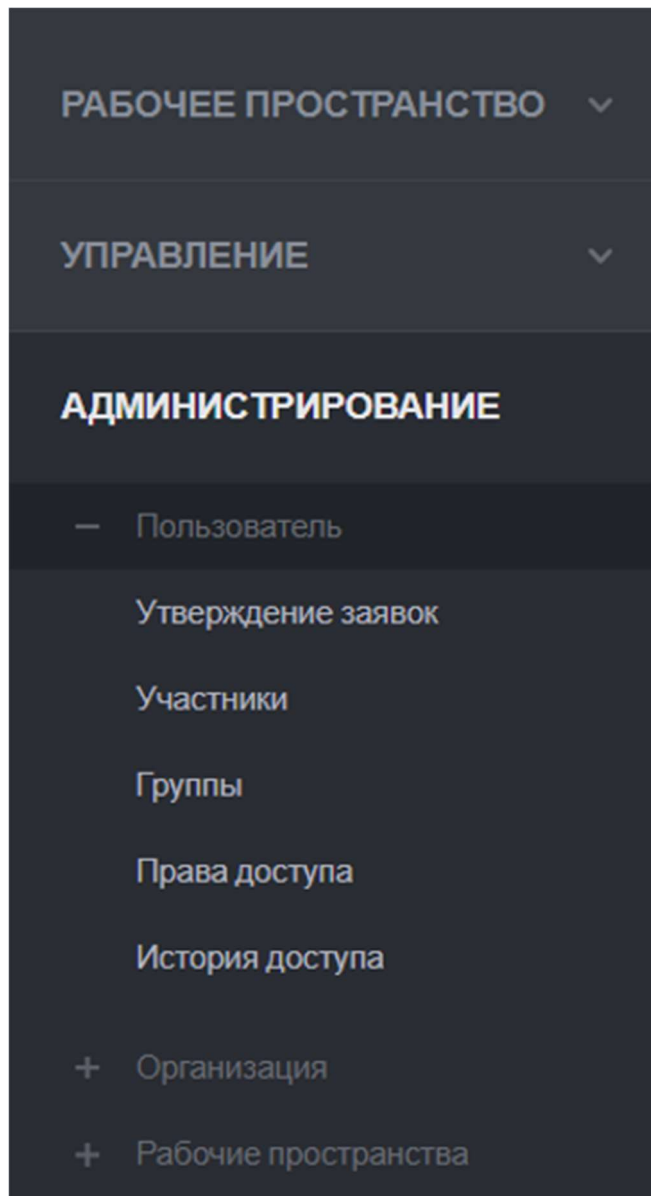 РАБОЧЕЕ ПРОСТРАНСТВО
УПРАВЛЕНИЕ
АДМИНИСТРИРОВАНИЕ
Пользователь
Утверждение заявок
Участники
Группы
Права доступа
История доступа
Организация
Рабочие пространства